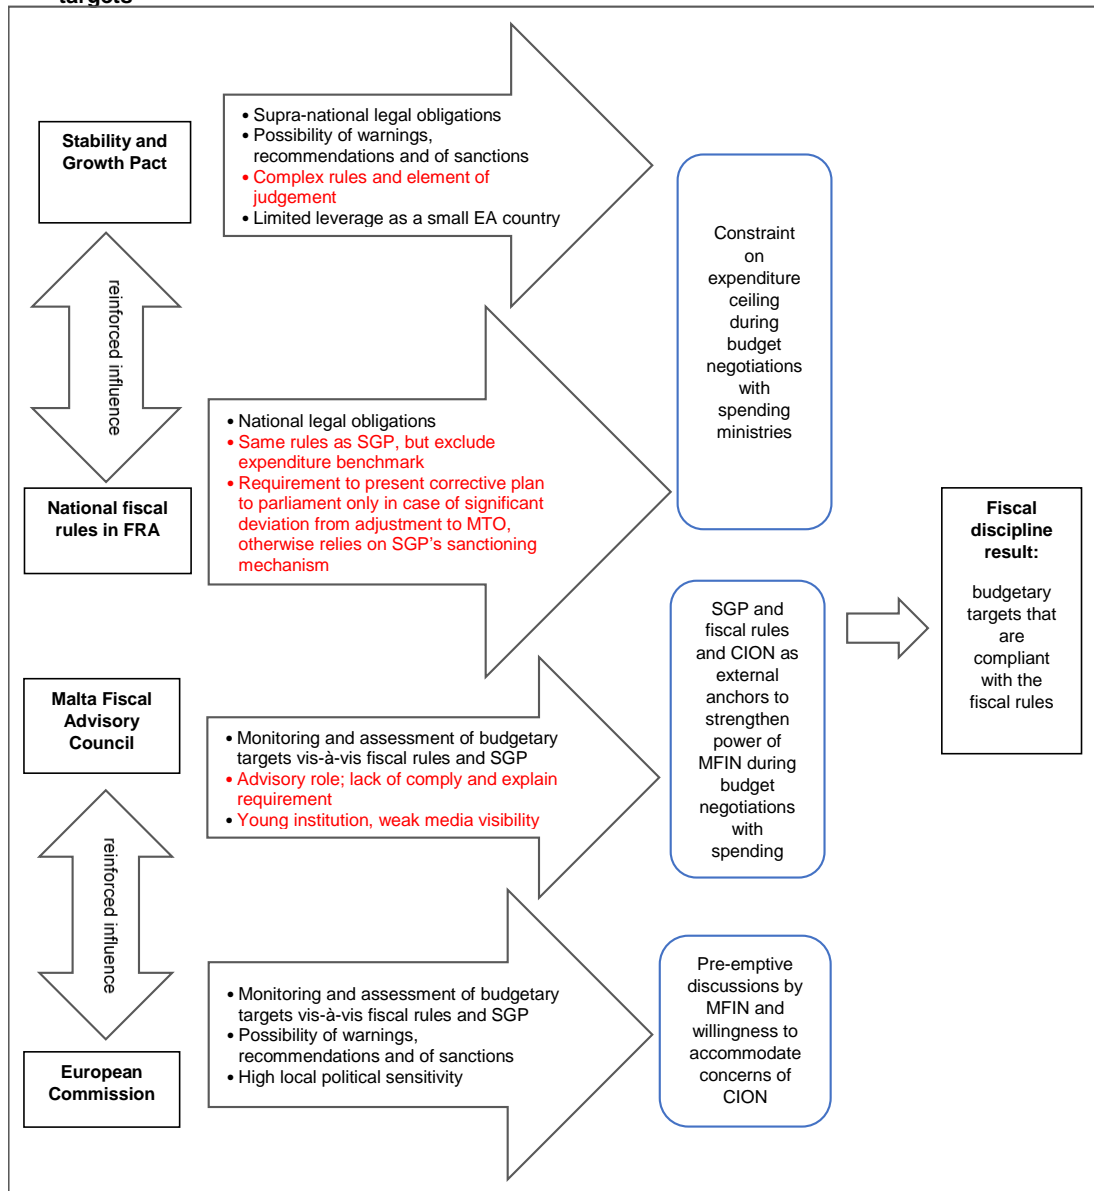 targets
Stability and
Growth Pact
• Supra-national legal obligations
• Possibility of warnings,
recommendations and of sanctions
• Complex rules and element of
judgement
• Limited leverage as a small EA country
reinforced influence
National fiscal
rules in FRA
• National legal obligations
• Same rules as SGP, but exclude
expenditure benchmark
• Requirement to present corrective plan
to parliament only in case of significant
deviation from adjustment to MTO,
otherwise relies on SGP's sanctioning
mechanism
Constraint
on
expenditure
ceiling
during
budget
negotiations
with
spending
ministries
Malta Fiscal
Advisory
Council
• Monitoring and assessment of budgetary
targets vis-à-vis fiscal rules and SGP
• Advisory role; lack of comply and explain
requirement
• Young institution, weak media visibility
SGP and
fiscal rules
and CION as
external
anchors to
strengthen
power of
MFIN during
budget
negotiations
with
spending
reinforced influence
European
Commission
• Monitoring and assessment of budgetary
targets vis-à-vis fiscal rules and SGP
• Possibility of warnings,
recommendations and of sanctions
• High local political sensitivity
Pre-emptive
discussions by
MFIN and
willingness to
accommodate
concerns of
CION
Fiscal
discipline
result:
budgetary
targets that
are
compliant
with the
fiscal rules